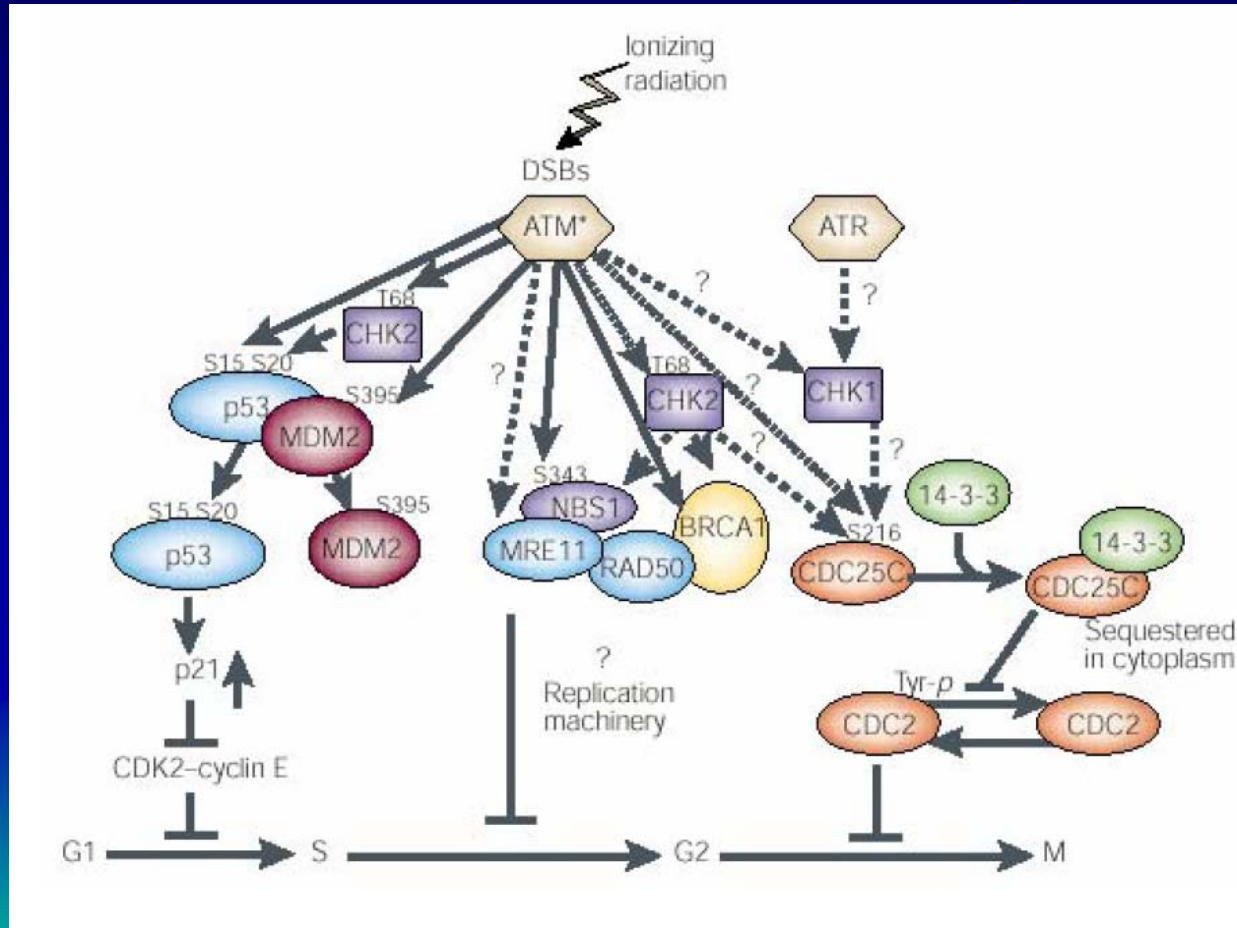 Ionizing
radiation
DSBs
ATM*
ATR
?
?
T68
CHK2
S15 S20
p53
S395
MDM2
?
T68
CHK2
?
CHK1
?
?
S343
NBS1
MRE11
RAD50
BRCA1
S216
CDC25C
14-3-3
14-3-3
CDC25C
Sequestered
in cytoplasm
S15 S20
p53
S395
MDM2
p21
?
Replication
machinery
Tyr-p
CDC2
CDC2
CDK2–cyclin E
G1
S
G2
M